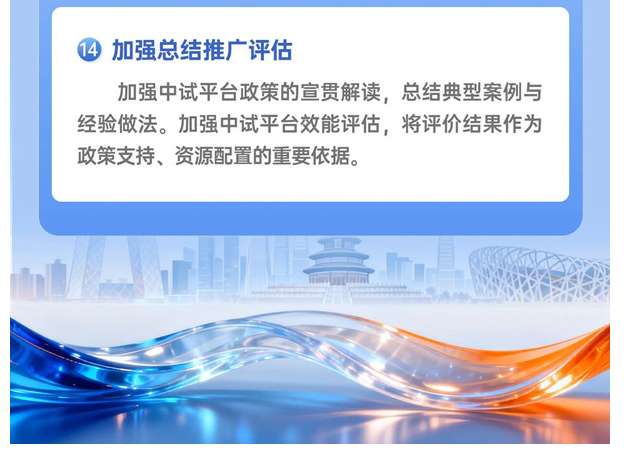 14 加强总结推广评估
加强中试平台政策的宣贯解读，总结典型案例与
经验做法。加强中试平台效能评估，将评价结果作为
政策支持、资源配置的重要依据。